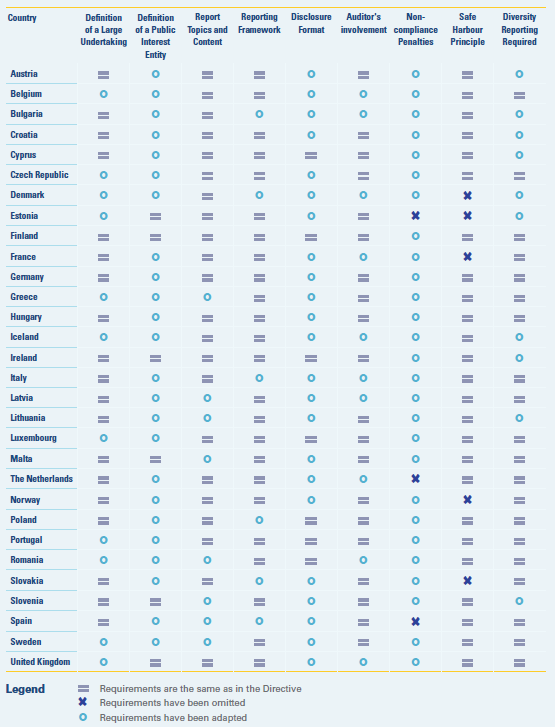 Country
Definition
of a Large
Undertaking
Definition
of a Public
Interest
Entity
Report
Topics and
Content
Reporting
Framework
Disclosure
Format
Auditor's
involvement
Non-
compliance
Penalties
Safe
Harbour
Principle
Diversity
Reporting
Required
Austria
Belgium
Bulgaria
Croatia
Cyprus
Czech Republic
Denmark
Estonia
Finland
France
Germany
Greece
Hungary
Iceland
Ireland
Italy
Latvia
Lithuania
Luxembourg
Malta
The Netherlands
Norway
Poland
Portugal
Romania
Slovakia
Slovenia
Spain
Sweden
United Kingdom
Legend
Requirements are the same as in the Directive
Requirements have been omitted
Requirements have been adapted